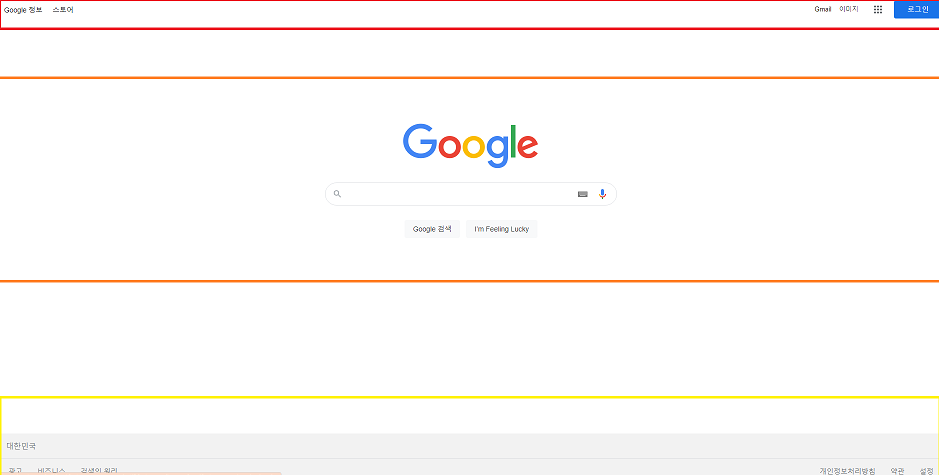 Google 정보 스토어 Gmail 이미지 로그인
Google
Google 검색 I'm Feeling Lucky
대한민국
광고 비즈니스 검색의 원리 개인정보처리방침 약관 설정